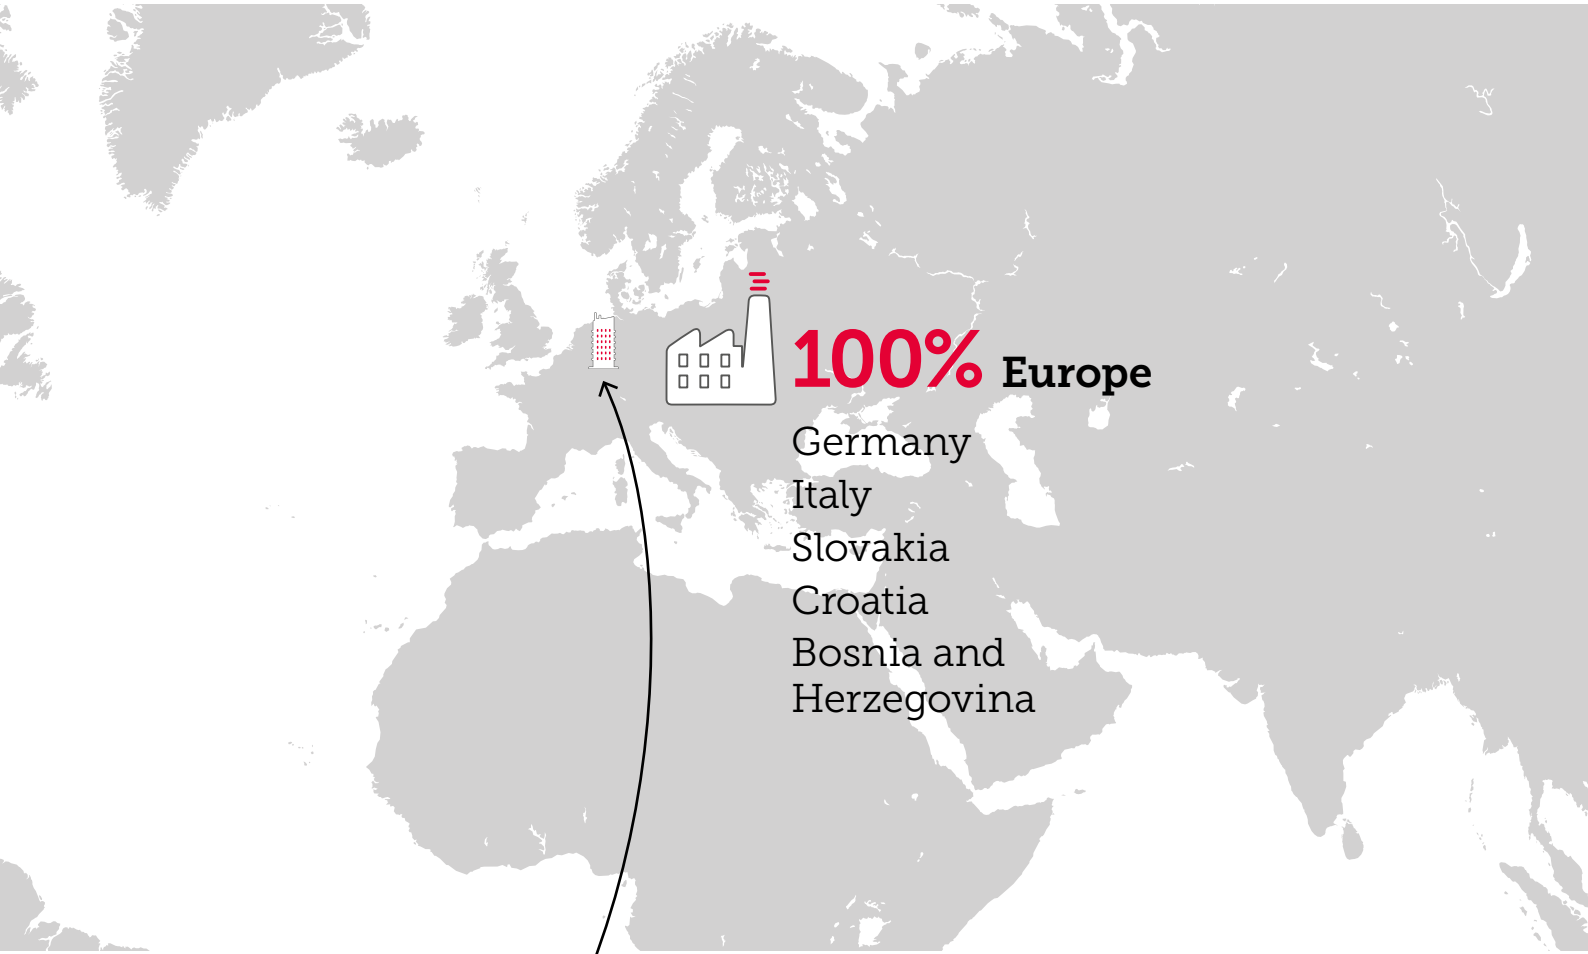 100% Europe
Germany
Italy
Slovakia
Croatia
Bosnia and
Herzegovina